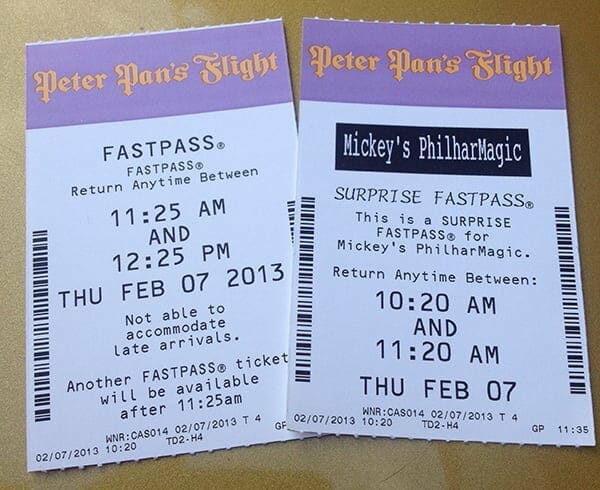 Peter Pan's Flight
FASTPASS®
FASTPASS®
Return Anytime Between
11:25 AM
AND
12:25 PM
THU FEB 07 2013
Not able to
accommodate
late arrivals.
Another FASTPASS® ticket
will be available
after 11:25am
WNR:CAS014 02/07/2013 T 4
02/07/2013 10:20 TD2-H4 GP
Peter Pan's Flight
Mickey's PhilharMagic
SURPRISE FASTPASS®
This is a SURPRISE
FASTPASS® for
Mickey's PhilharMagic.
Return Anytime Between:
10:20 AM
AND
11:20 AM
THU FEB 07
WNR:CAS014 02/07/2013 T 4
02/07/2013 10:20 TD2-H4 GP 11:35